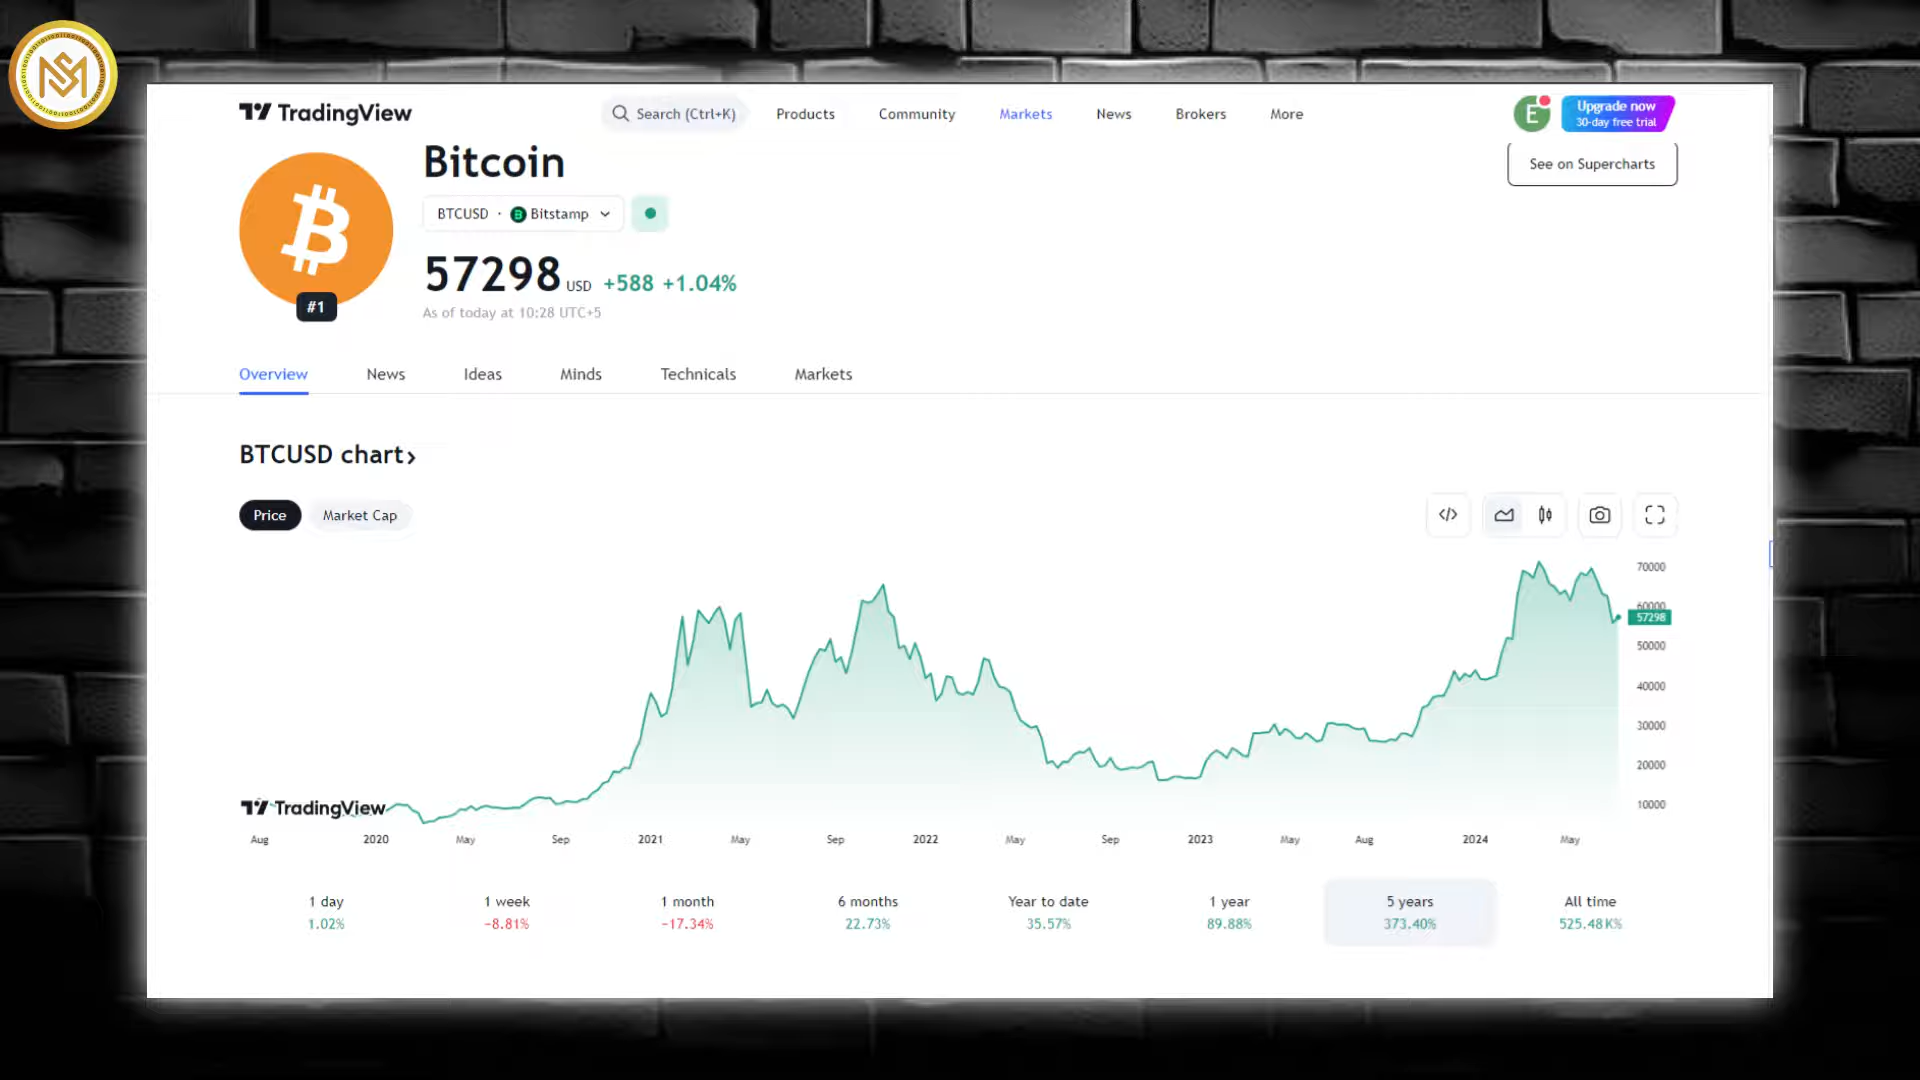 TradingView
Search (Ctrl+K)
Products
Community
Markets
News
Brokers
More
E
Upgrade now
30-day free trial
See on Supercharts
Bitcoin
BTCUSD · Bitstamp
#1
57298 USD +588 +1.04%
As of today at 10:28 UTC+5
Overview
News
Ideas
Minds
Technicals
Markets
BTCUSD chart›
Price
Market Cap
70000
60000
57298
50000
40000
30000
20000
10000
TradingView
Aug 2020 May Sep 2021 May Sep 2022 May Sep 2023 May Aug 2024 May
1 day 1 week 1 month 6 months Year to date 1 year 5 years All time
1.02% −8.81% −17.34% 22.73% 35.57% 89.88% 373.40% 525.48K%